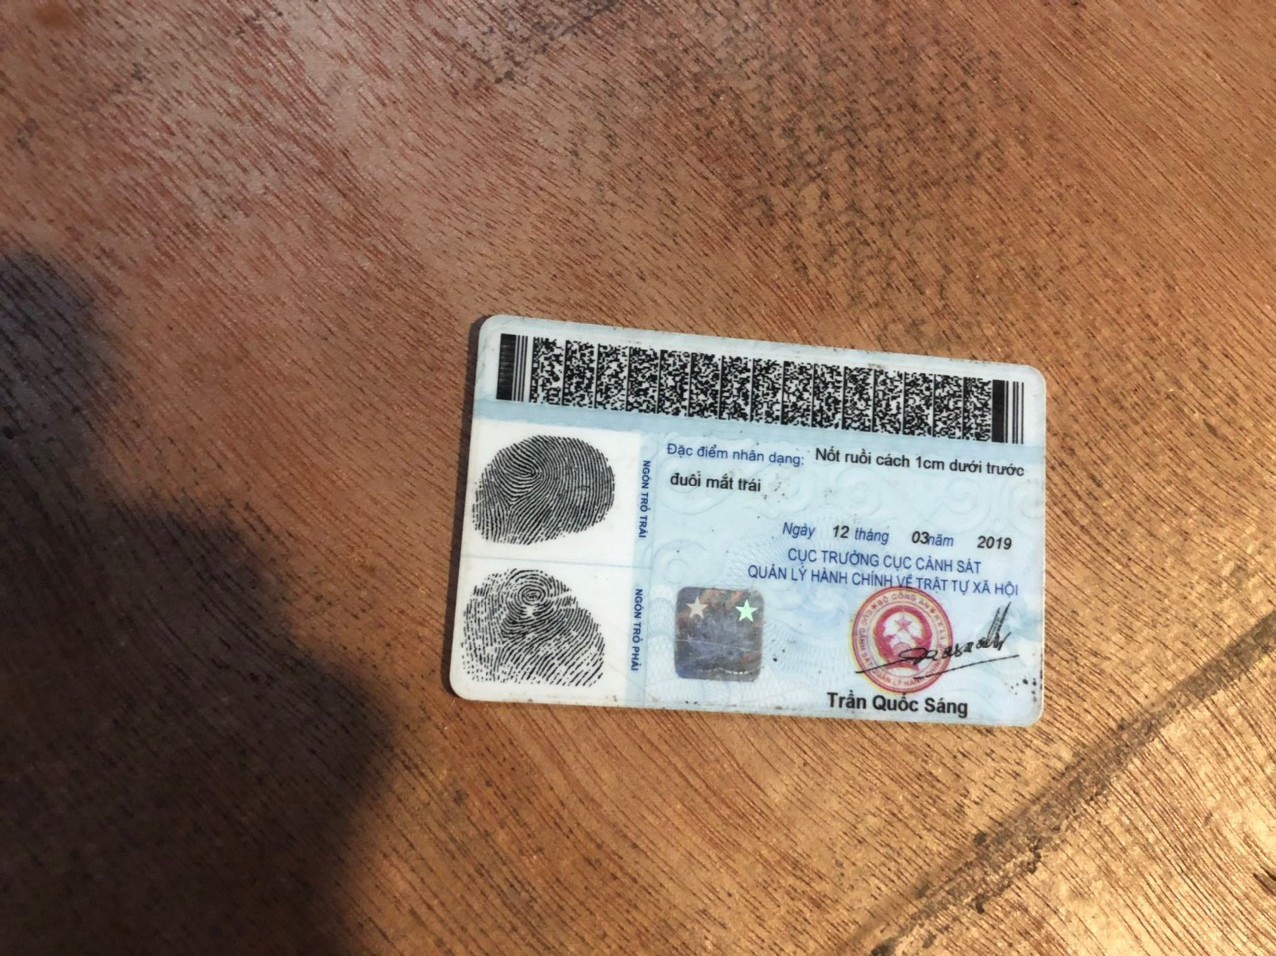 Đặc điểm nhân dạng: Nốt ruồi cách 1cm dưới trước
đuôi mắt trái
NGÓN TRỎ TRÁI
Ngày 12 tháng 03năm 2019
CỤC TRƯỞNG CỤC CẢNH SÁT
QUẢN LÝ HÀNH CHÍNH VỀ TRẬT TỰ XÃ HỘI
NGÓN TRỎ PHẢI
Trần Quốc Sáng